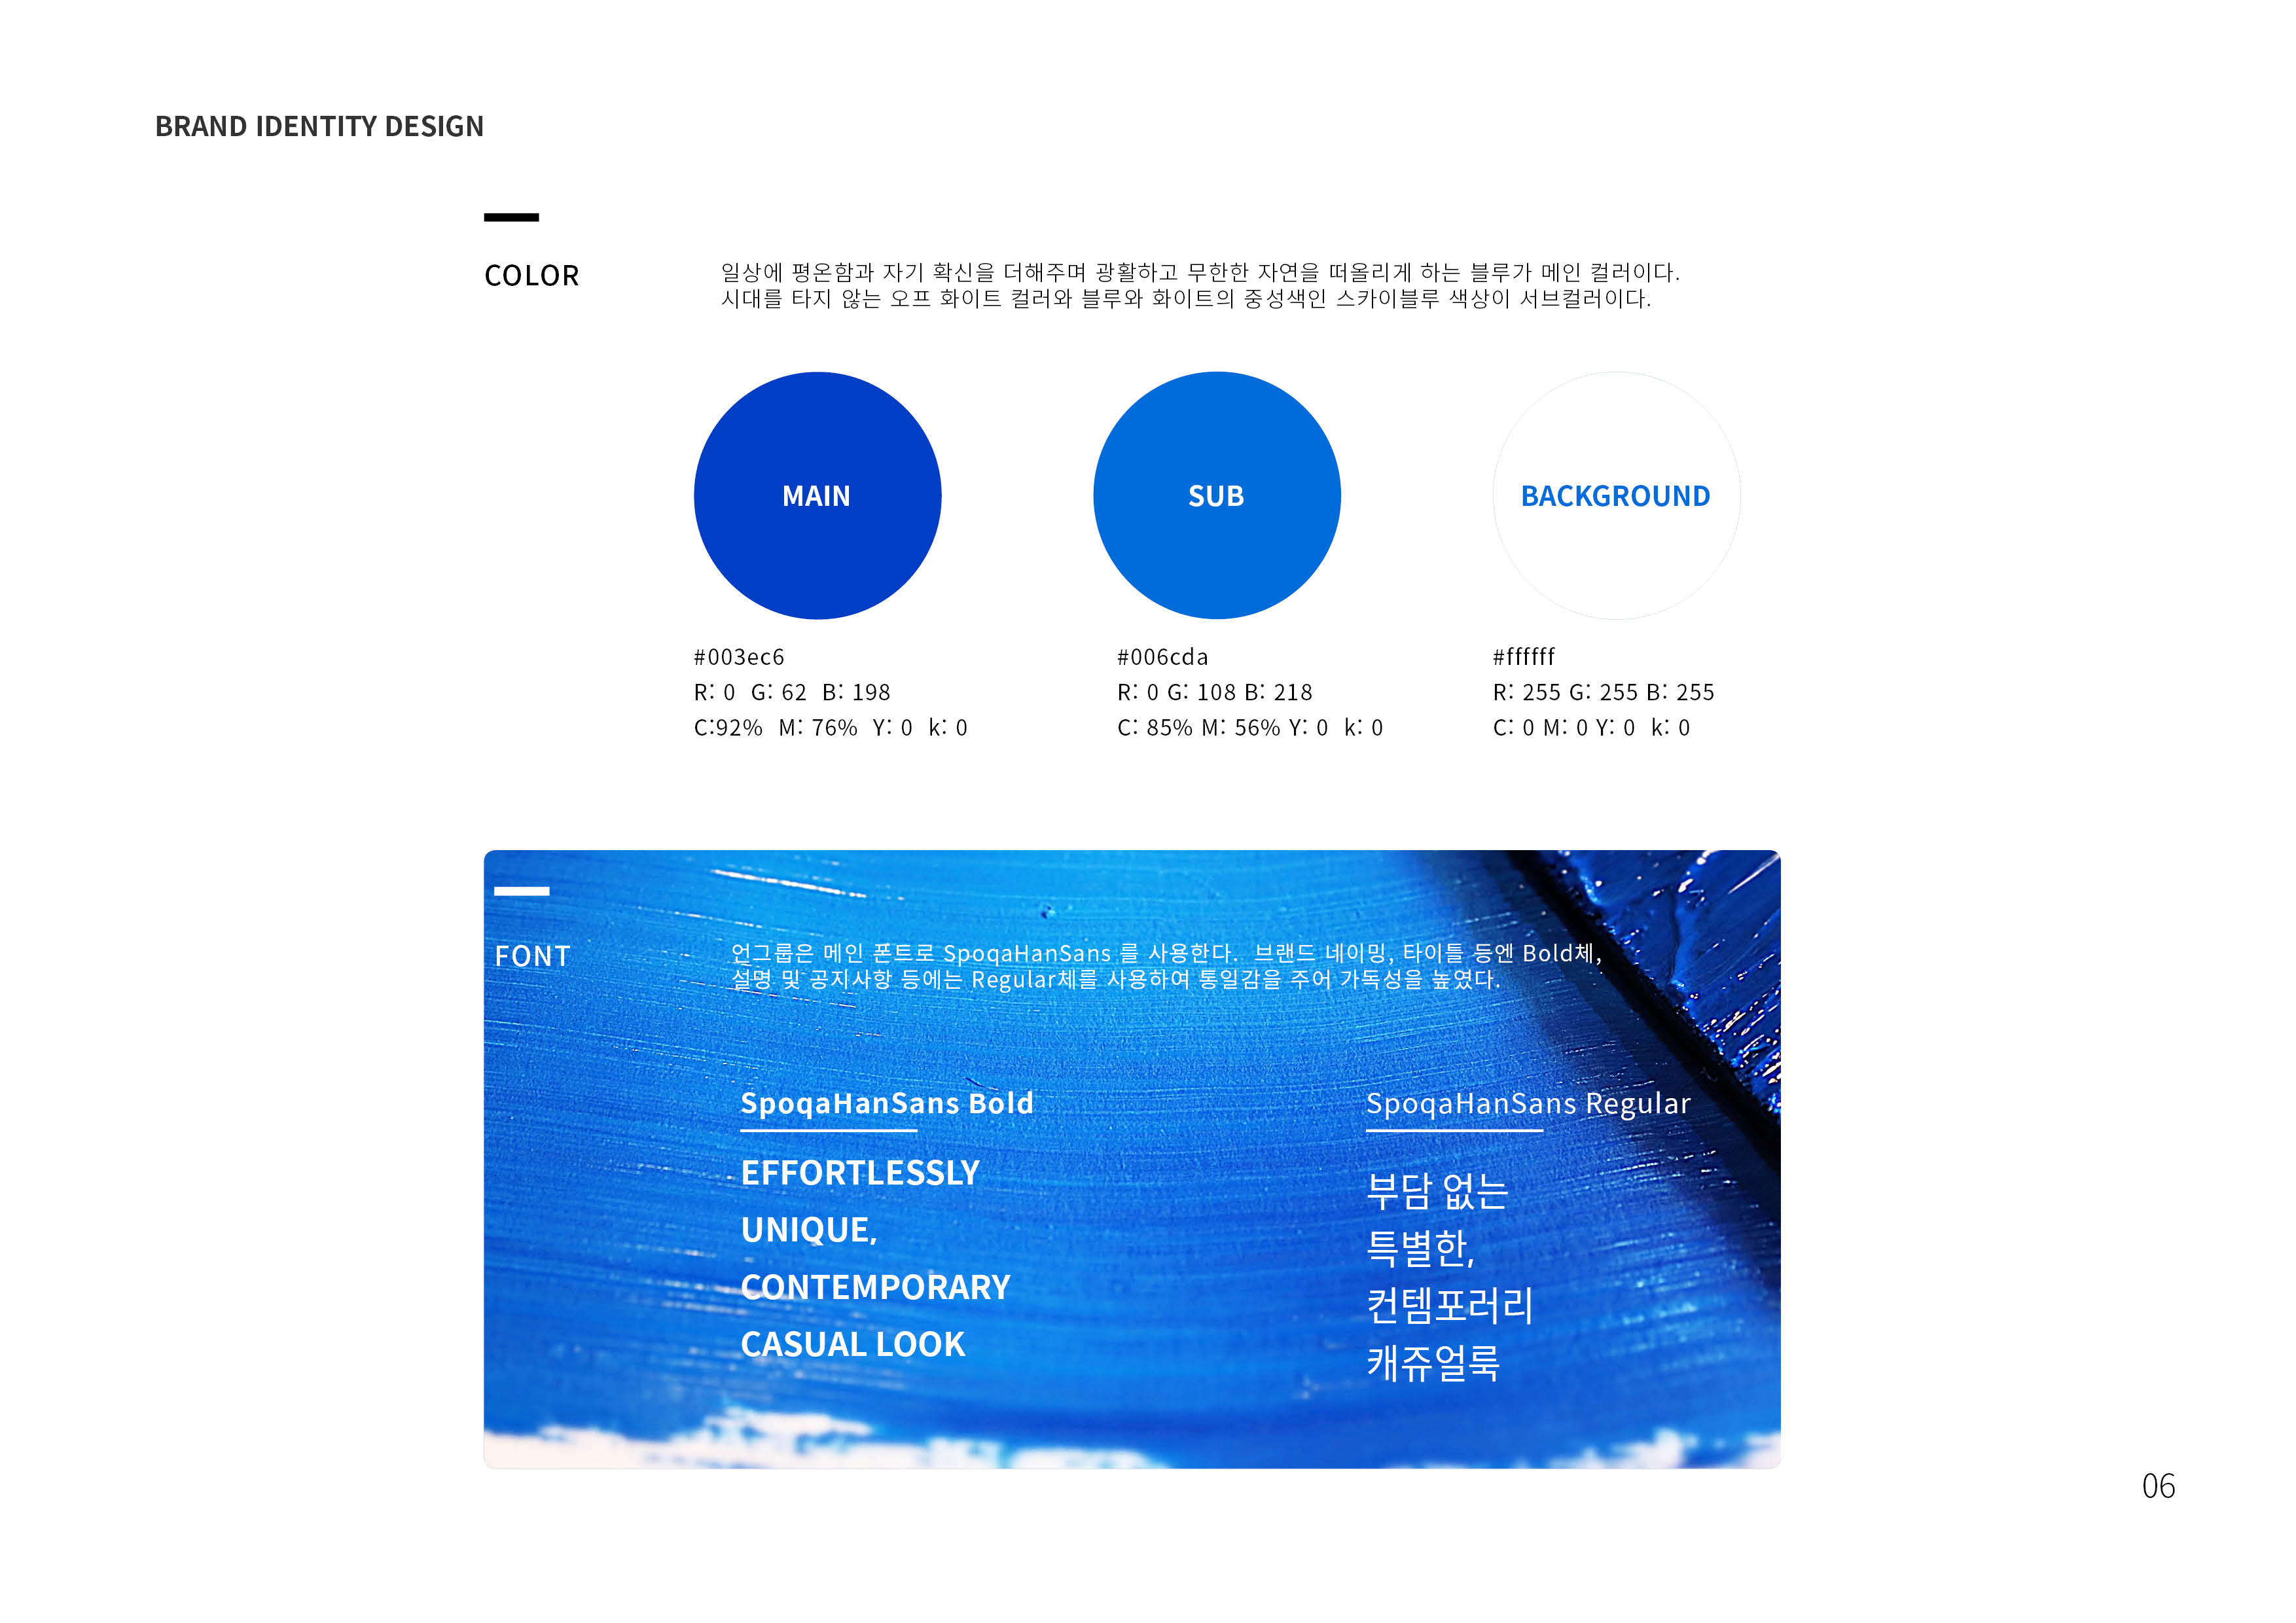 BRAND IDENTITY DESIGN
COLOR
일상에 평온함과 자기 확신을 더해주며 광활하고 무한한 자연을 떠올리게 하는 블루가 메인 컬러이다.
시대를 타지 않는 오프 화이트 컬러와 블루와 화이트의 중성색인 스카이블루 색상이 서브컬러이다.
MAIN
SUB
BACKGROUND
#003ec6
R: 0 G: 62 B: 198
C:92% M: 76% Y: 0 k: 0
#006cda
R: 0 G: 108 B: 218
C: 85% M: 56% Y: 0 k: 0
#ffffff
R: 255 G: 255 B: 255
C: 0 M: 0 Y: 0 k: 0
FONT
언그룹은 메인 폰트로 SpoqaHanSans 를 사용한다. 브랜드 네이밍, 타이틀 등엔 Bold체,
설명 및 공지사항 등에는 Regular체를 사용하여 통일감을 주어 가독성을 높였다.
SpoqaHanSans Bold
EFFORTLESSLY
UNIQUE,
CONTEMPORARY
CASUAL LOOK
SpoqaHanSans Regular
부담 없는
특별한,
컨템포러리
캐쥬얼룩
06